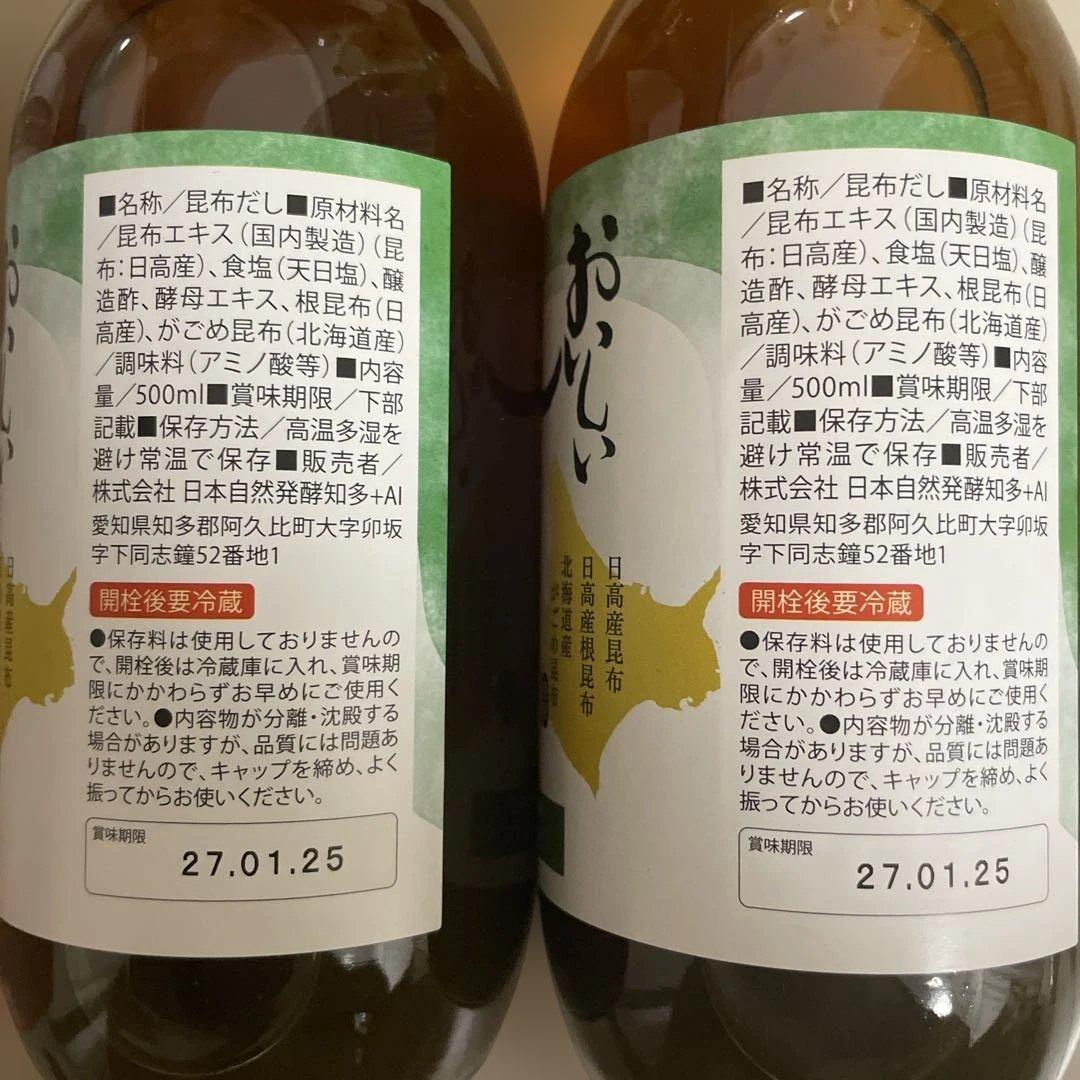 おいしい
日高産昆布
■名称／昆布だし■原材料名
／昆布エキス（国内製造）（昆
布：日高産）、食塩（天日塩）、醸
造酢、酵母エキス、根昆布（日
高産）、がごめ昆布（北海道産）
／調味料（アミノ酸等）■内容
量／500ml■賞味期限／下部
記載■保存方法／高温多湿を
避け常温で保存■販売者／
株式会社 日本自然発酵知多+AI
愛知県知多郡阿久比町大字卯坂
字下同志鐘52番地1
開栓後要冷蔵
●保存料は使用しておりませんの
で、開栓後は冷蔵庫に入れ、賞味期
限にかかわらずお早めにご使用く
ださい。●内容物が分離・沈殿する
場合がありますが、品質には問題あ
りませんので、キャップを締め、よく
振ってからお使いください。
賞味期限
27.01.25
おいしい
日高産昆布
日高産根昆布
北海道産
がごめ昆布
■名称／昆布だし■原材料名
／昆布エキス（国内製造）（昆
布：日高産）、食塩（天日塩）、醸
造酢、酵母エキス、根昆布（日
高産）、がごめ昆布（北海道産）
／調味料（アミノ酸等）■内容
量／500ml■賞味期限／下部
記載■保存方法／高温多湿を
避け常温で保存■販売者／
株式会社 日本自然発酵知多+AI
愛知県知多郡阿久比町大字卯坂
字下同志鐘52番地1
開栓後要冷蔵
●保存料は使用しておりませんの
で、開栓後は冷蔵庫に入れ、賞味期
限にかかわらずお早めにご使用く
ださい。●内容物が分離・沈殿する
場合がありますが、品質には問題あ
りませんので、キャップを締め、よく
振ってからお使いください。
賞味期限
27.01.25